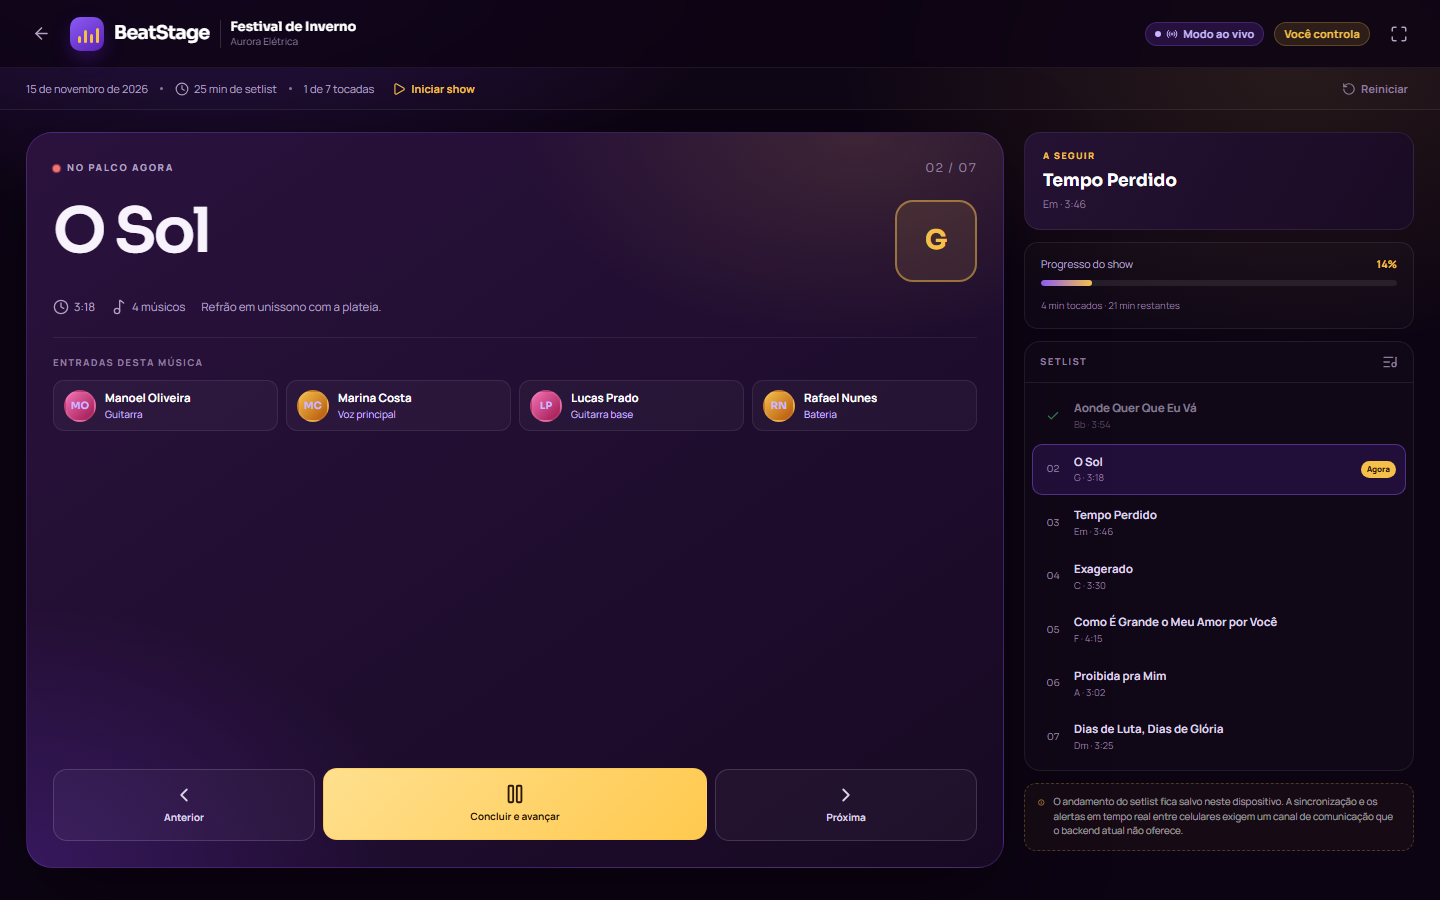 BeatStage
Festival de Inverno
Aurora Elétrica
Modo ao vivo
Você controla
15 de novembro de 2026 • 25 min de setlist • 1 de 7 tocadas
Iniciar show
Reiniciar
NO PALCO AGORA
02 / 07
O Sol
G
3:18
4 músicos
Refrão em uníssono com a plateia.
ENTRADAS DESTA MÚSICA
MO
Manoel Oliveira
Guitarra
MC
Marina Costa
Voz principal
LP
Lucas Prado
Guitarra base
RN
Rafael Nunes
Bateria
Anterior
Concluir e avançar
Próxima
A SEGUIR
Tempo Perdido
Em · 3:46
Progresso do show
14%
4 min tocados · 21 min restantes
SETLIST
Aonde Quer Que Eu Vá
Bb · 3:54
02
O Sol
G · 3:18
Agora
03
Tempo Perdido
Em · 3:46
04
Exagerado
C · 3:30
05
Como É Grande o Meu Amor por Você
F · 4:15
06
Proibida pra Mim
A · 3:02
07
Dias de Luta, Dias de Glória
Dm · 3:25
O andamento do setlist fica salvo neste dispositivo. A sincronização e os
alertas em tempo real entre celulares exigem um canal de comunicação que
o backend atual não oferece.